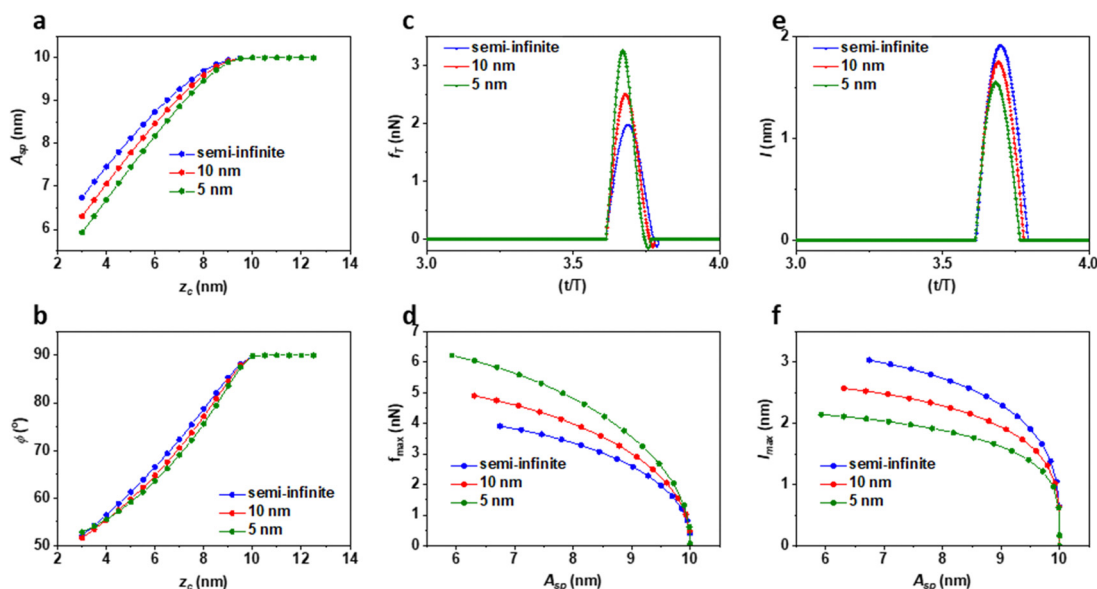 a
A_sp (nm)
10
9
8
7
6
2 4 6 8 10 12 14
z_c (nm)
semi-infinite
10 nm
5 nm
c
f_T (nN)
3
2
1
0
3.0 3.5 4.0
(t/T)
semi-infinite
10 nm
5 nm
e
I (nm)
2
1
0
3.0 3.5 4.0
(t/T)
semi-infinite
10 nm
5 nm
b
ϕ (°)
90
80
70
60
50
2 4 6 8 10 12 14
z_c (nm)
semi-infinite
10 nm
5 nm
d
f_max (nN)
7
6
5
4
3
2
1
0
6 7 8 9 10
A_sp (nm)
semi-infinite
10 nm
5 nm
f
I_max (nm)
3
2
1
0
6 7 8 9 10
A_sp (nm)
semi-infinite
10 nm
5 nm